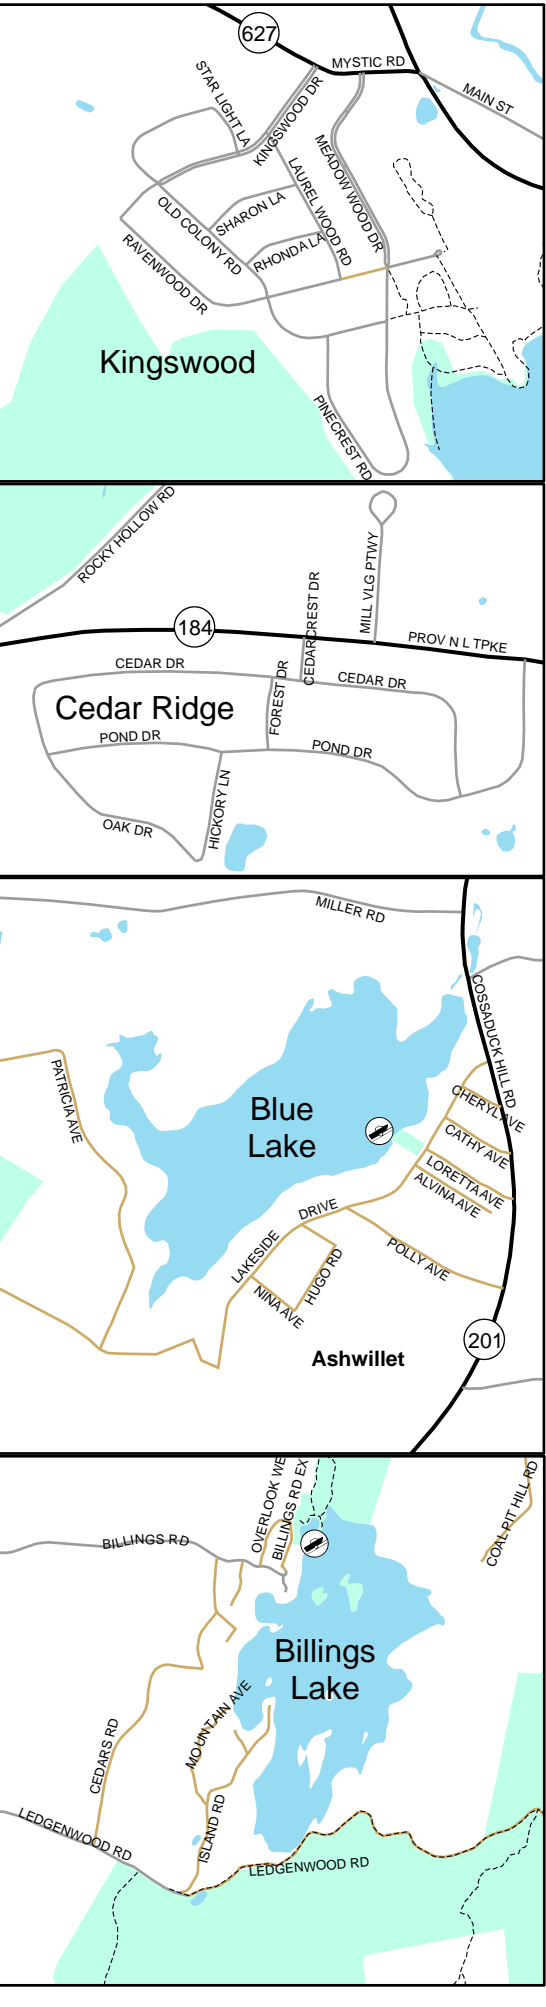 627
MYSTIC RD
MAIN ST
STAR LIGHT LA
KINGSWOOD DR
MEADOW WOOD DR
LAUREL WOOD RD
SHARON LA
OLD COLONY RD
RHONDA LA
RAVENWOOD DR
Kingswood
PINECREST RD
ROCKY HOLLOW RD
MILL VLG PTWY
184
CEDARCREST DR
PROV N L TPKE
CEDAR DR
FOREST DR
CEDAR DR
Cedar Ridge
POND DR
POND DR
HICKORY LN
OAK DR
MILLER RD
COSSADUCK HILL RD
PATRICIA AVE
CHERYL AVE
Blue
Lake
CATHY AVE
LORETTA AVE
ALVINA AVE
DRIVE
LAKESIDE
POLLY AVE
HUGO RD
NINA AVE
201
Ashwillet
OVERLOOK WE
BILLINGS RD EX
COAL PIT HILL RD
BILLINGS RD
Billings
Lake
MOUNTAIN AVE
CEDARS RD
ISLAND RD
LEDGENWOOD RD
LEDGENWOOD RD